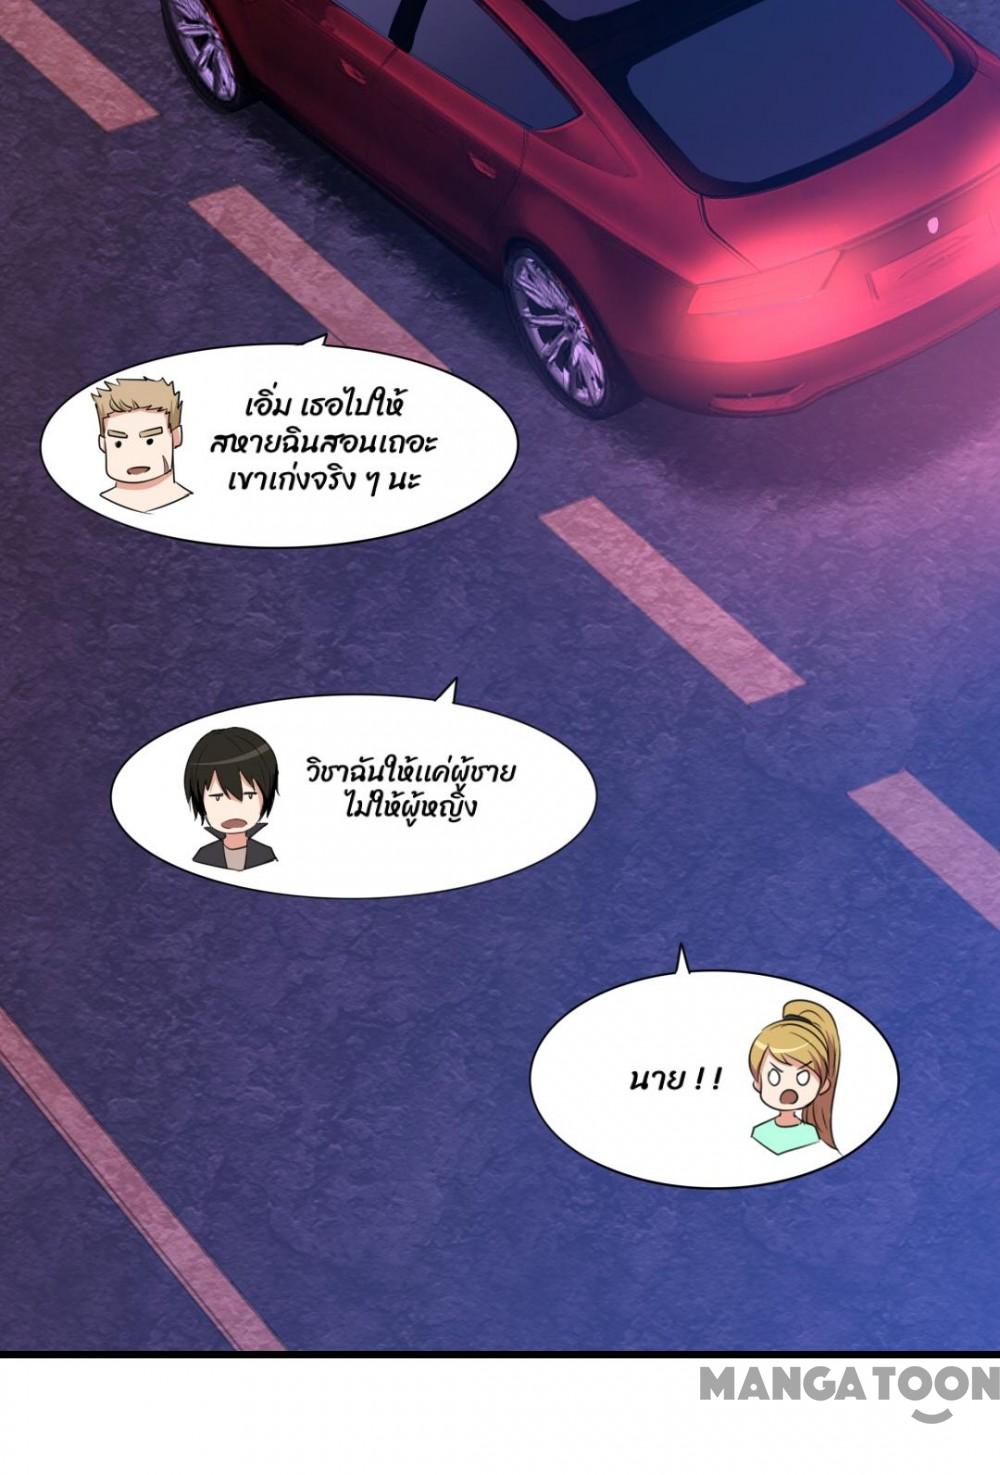 เอิ่ม เธอไปให้
สหายฉินสอนเถอะ
เขาเก่งจริง ๆ นะ
วิชาฉันให้แค่ผู้ชาย
ไม่ให้ผู้หญิง
นาย ! !
MANGATOON